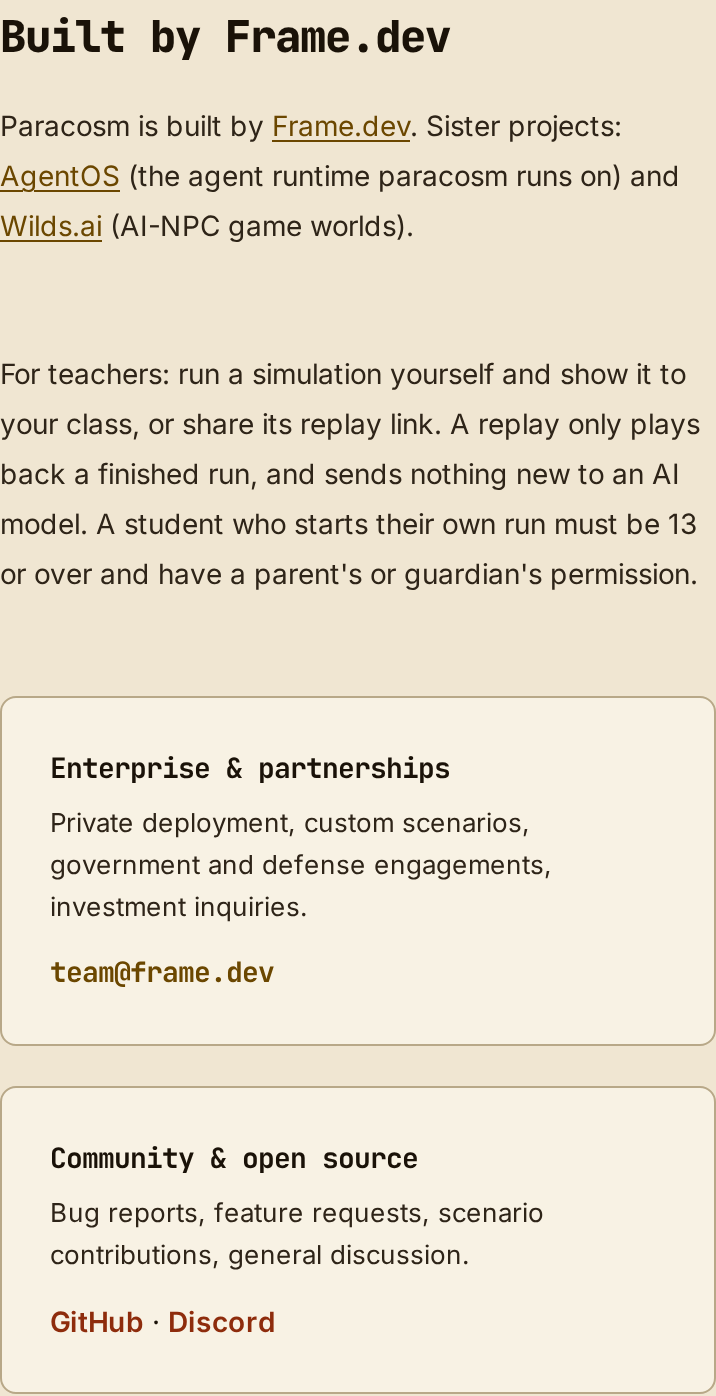 Built by Frame.dev
Paracosm is built by Frame.dev. Sister projects:
AgentOS (the agent runtime paracosm runs on) and
Wilds.ai (AI-NPC game worlds).
For teachers: run a simulation yourself and show it to
your class, or share its replay link. A replay only plays
back a finished run, and sends nothing new to an AI
model. A student who starts their own run must be 13
or over and have a parent's or guardian's permission.
Enterprise & partnerships
Private deployment, custom scenarios,
government and defense engagements,
investment inquiries.
team@frame.dev
Community & open source
Bug reports, feature requests, scenario
contributions, general discussion.
GitHub · Discord